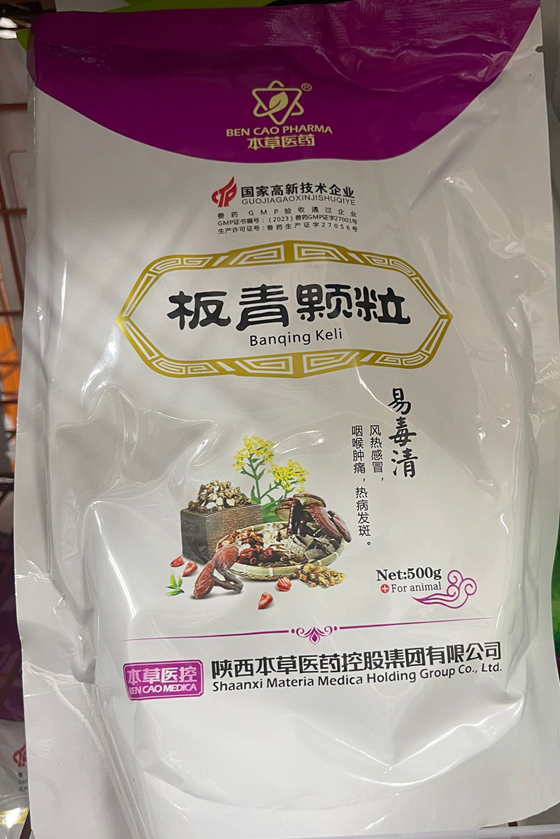 BEN CAO PHARMA
本草医药
国家高新技术企业
GUOJIAGAOXINJISHUQIYE
兽药 GMP 验收通过企业
GMP证书编号:(2023)兽药GMP证字27001号
生产许可证号:兽药生产证字27056号
板青颗粒
Banqing Keli
易毒清
风热感冒,
咽喉肿痛,热病发斑。
Net:500g
For animal
本草医控
BEN CAO MEDICA
陕西本草医药控股集团有限公司
Shaanxi Materia Medica Holding Group Co., Ltd.